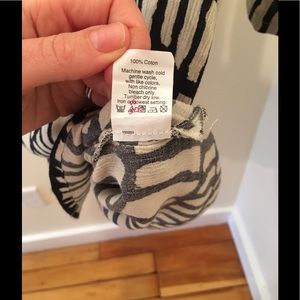 100% Coton
Machine wash cold
gentle cycle,
with like colors.
Non chlorine
bleach only.
Tumber dry low.
Iron on lowest setting.